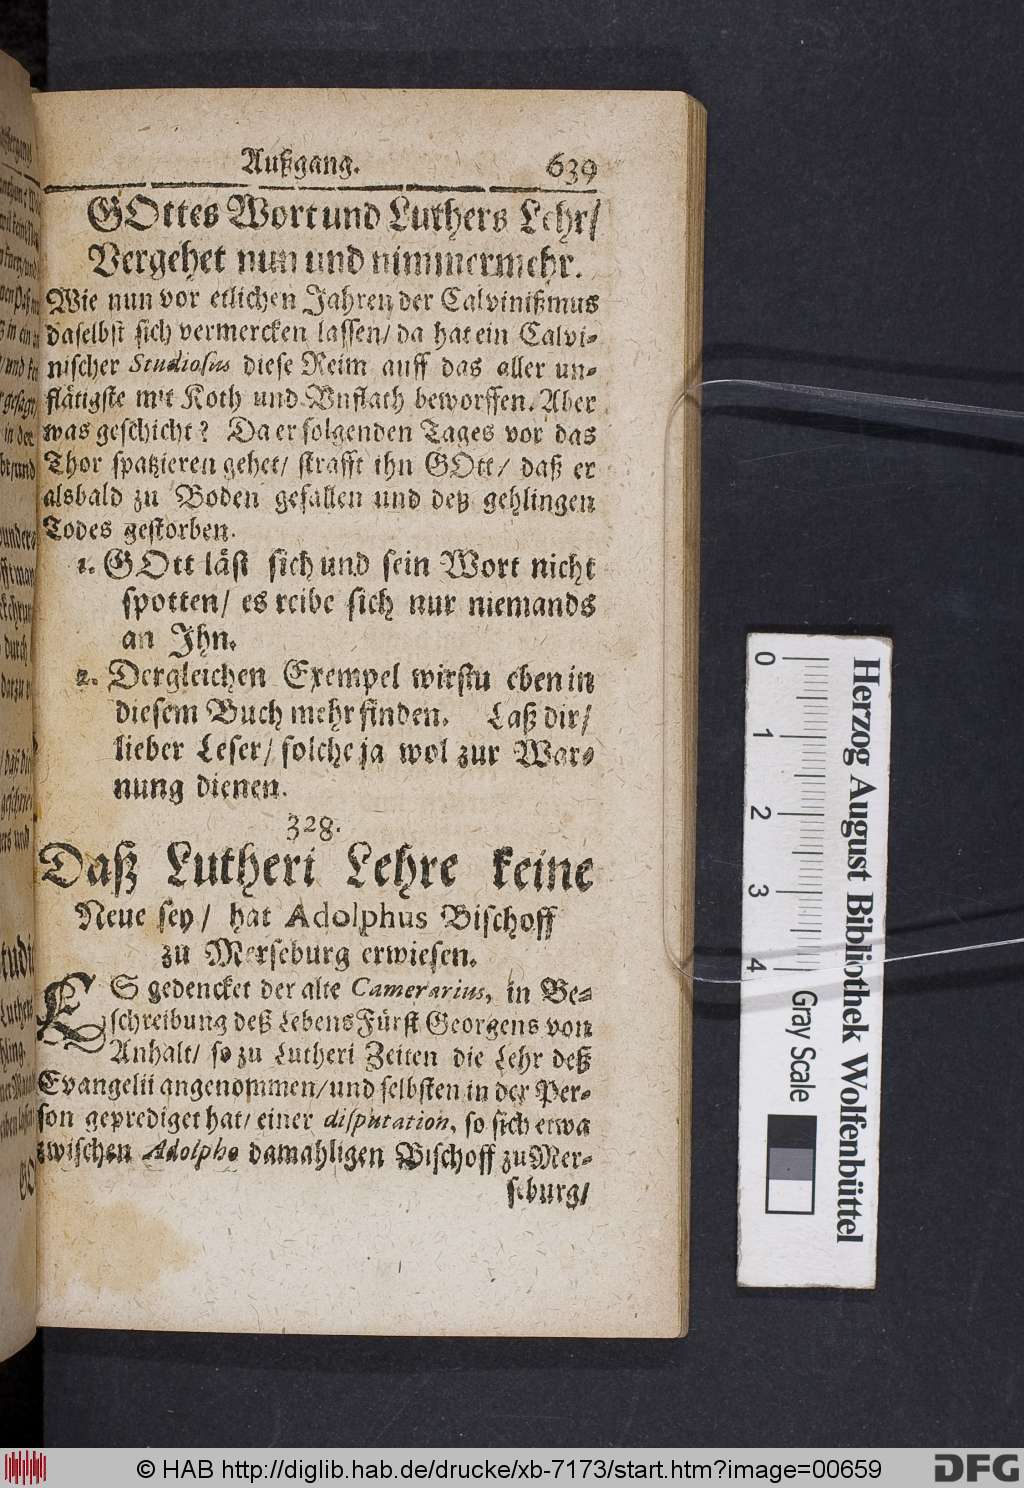 Außgang. 639
GOttes Wort und Luthers Lehr/
Vergehet nun und nimmermehr.
Wie nun vor etlichen Jahren der Calvinißmus
daselbst sich vermercken lassen/ da hat ein Calvi-
nischer Studiosus diese Reim auff das aller un-
flätigste mit Koth und Vnflath beworffen. Aber
was geschicht? Da er folgenden Tages vor das
Thor spatzieren gehet/ strafft ihn GOtt/ daß er
alsbald zu Boden gefallen und deß gehlingen
Todes gestorben.
1. GOtt läst sich und sein Wort nicht
spotten/ es reibe sich nur niemands
an Ihn.
2. Dergleichen Exempel wirstu eben in
diesem Buch mehr finden. Laß dir/
lieber Leser/ solche ja wol zur War-
nung dienen.
328.
Daß Lutheri Lehre keine
Neue sey/ hat Adolphus Bischoff
zu Merseburg erwiesen.
ES gedencket der alte Camerarius, in Be-
schreibung deß Lebens Fürst Georgens von
Anhalt/ so zu Lutheri Zeiten die Lehr deß
Evangelii angenommen/ und selbsten in der Per-
son geprediget hat/ einer disputation, so sich etwa
zwischen Adolpho damahligen Bischoff zu Mer-
seburg/
0 1 2 3 4
Gray Scale
Herzog August Bibliothek Wolfenbüttel
© HAB http://diglib.hab.de/drucke/xb-7173/start.htm?image=00659
DFG